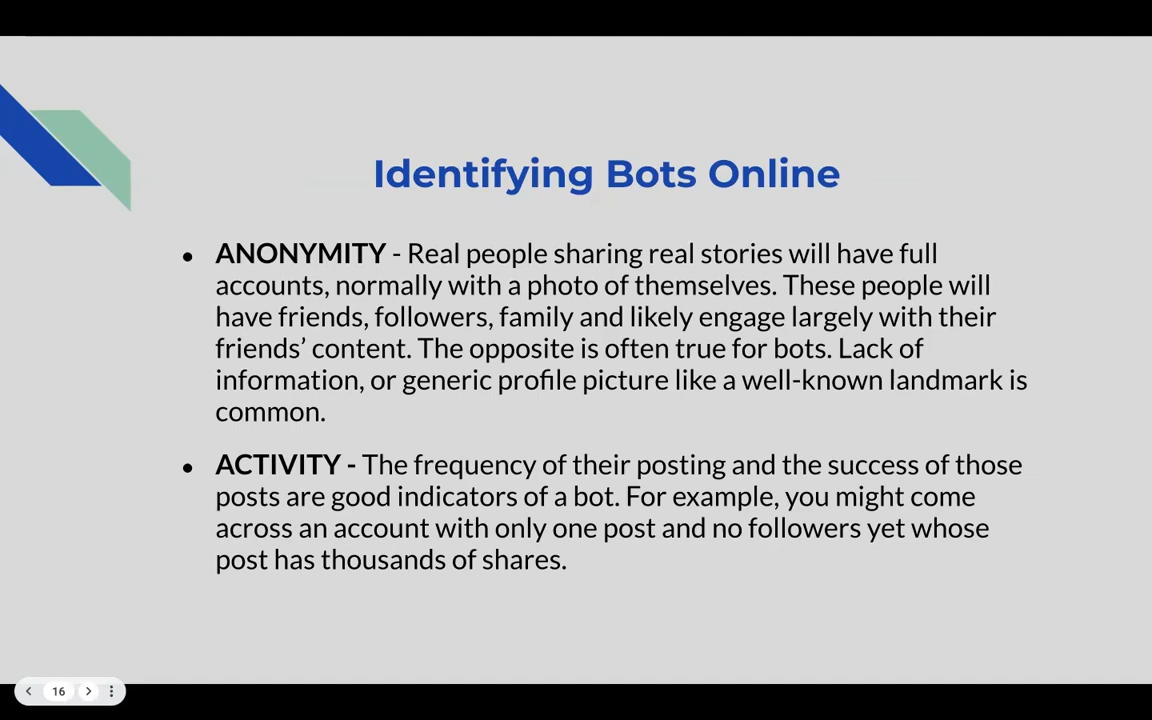 Identifying Bots Online
● ANONYMITY - Real people sharing real stories will have full
accounts, normally with a photo of themselves. These people will
have friends, followers, family and likely engage largely with their
friends’ content. The opposite is often true for bots. Lack of
information, or generic profile picture like a well-known landmark is
common.
● ACTIVITY - The frequency of their posting and the success of those
posts are good indicators of a bot. For example, you might come
across an account with only one post and no followers yet whose
post has thousands of shares.
16